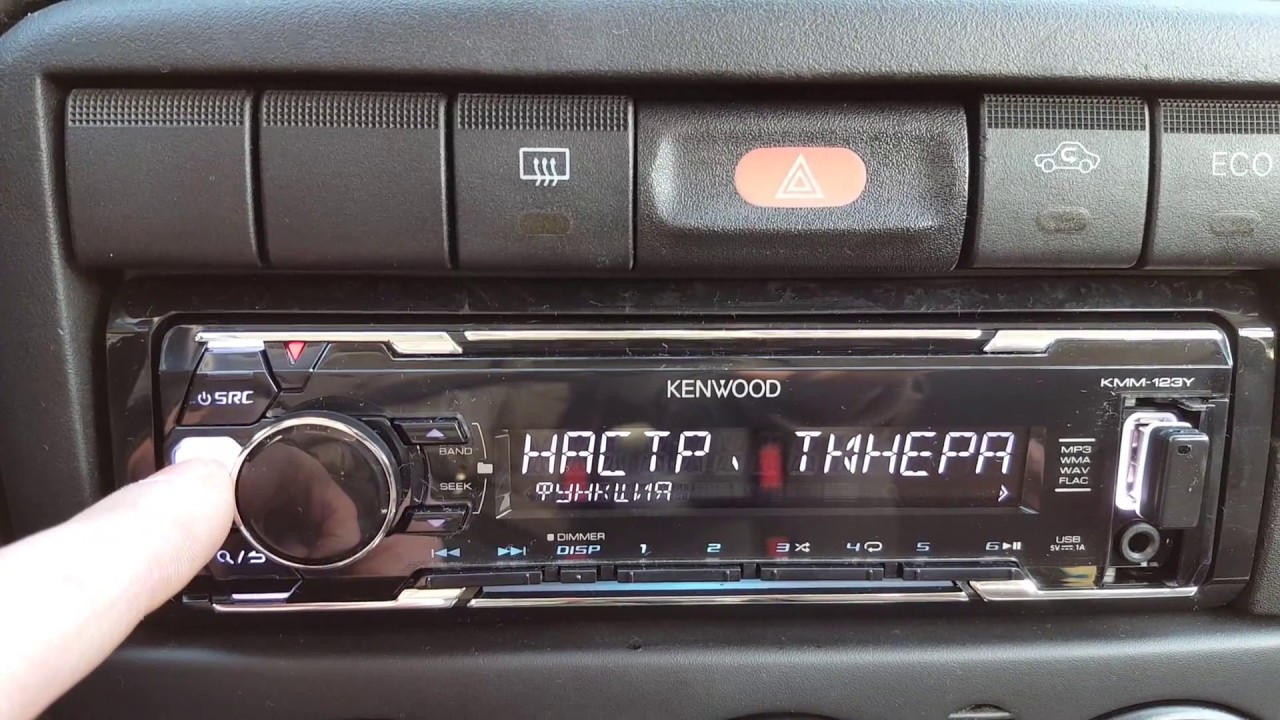 ECO
KENWOOD
KMM-123Y
SRC
BAND
SEEK
НАСТР. ТЮНЕРА
ФУНКЦИЯ
MP3
WMA
WAV
FLAC
DIMMER
DISP 1 2 3 4 5 6
USB
5V 1A